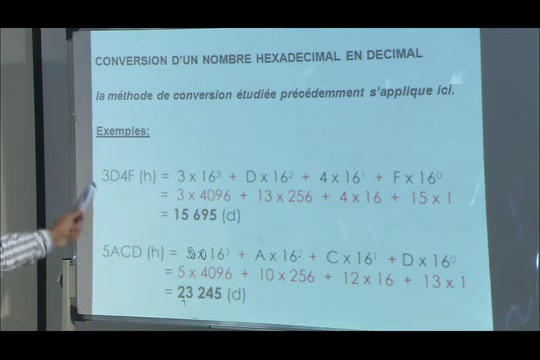 CONVERSION D'UN NOMBRE HEXADECIMAL EN DECIMAL
la méthode de conversion étudiée précédemment s'applique ici.
Exemples:
3D4F (h) = 3 x 16³ + D x 16² + 4 x 16¹ + F x 16⁰
= 3 x 4096 + 13 x 256 + 4 x 16 + 15 x 1
= 15 695 (d)
5ACD (h) = 5 x 16³ + A x 16² + C x 16¹ + D x 16⁰
= 5 x 4096 + 10 x 256 + 12 x 16 + 13 x 1
= 23 245 (d)